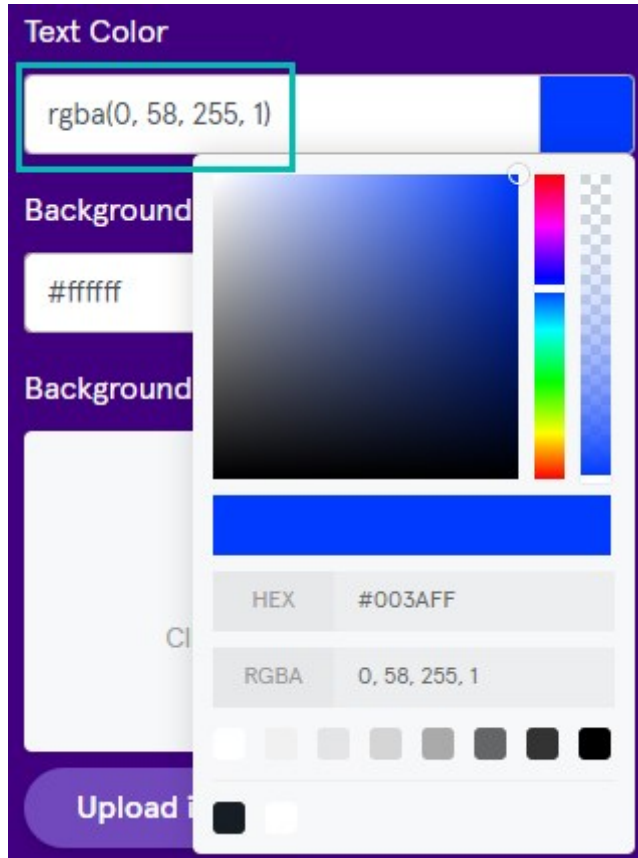 Text Color
rgba(0, 58, 255, 1)
Background
#ffffff
Background
HEX #003AFF
Cl
RGBA 0, 58, 255, 1
Upload i